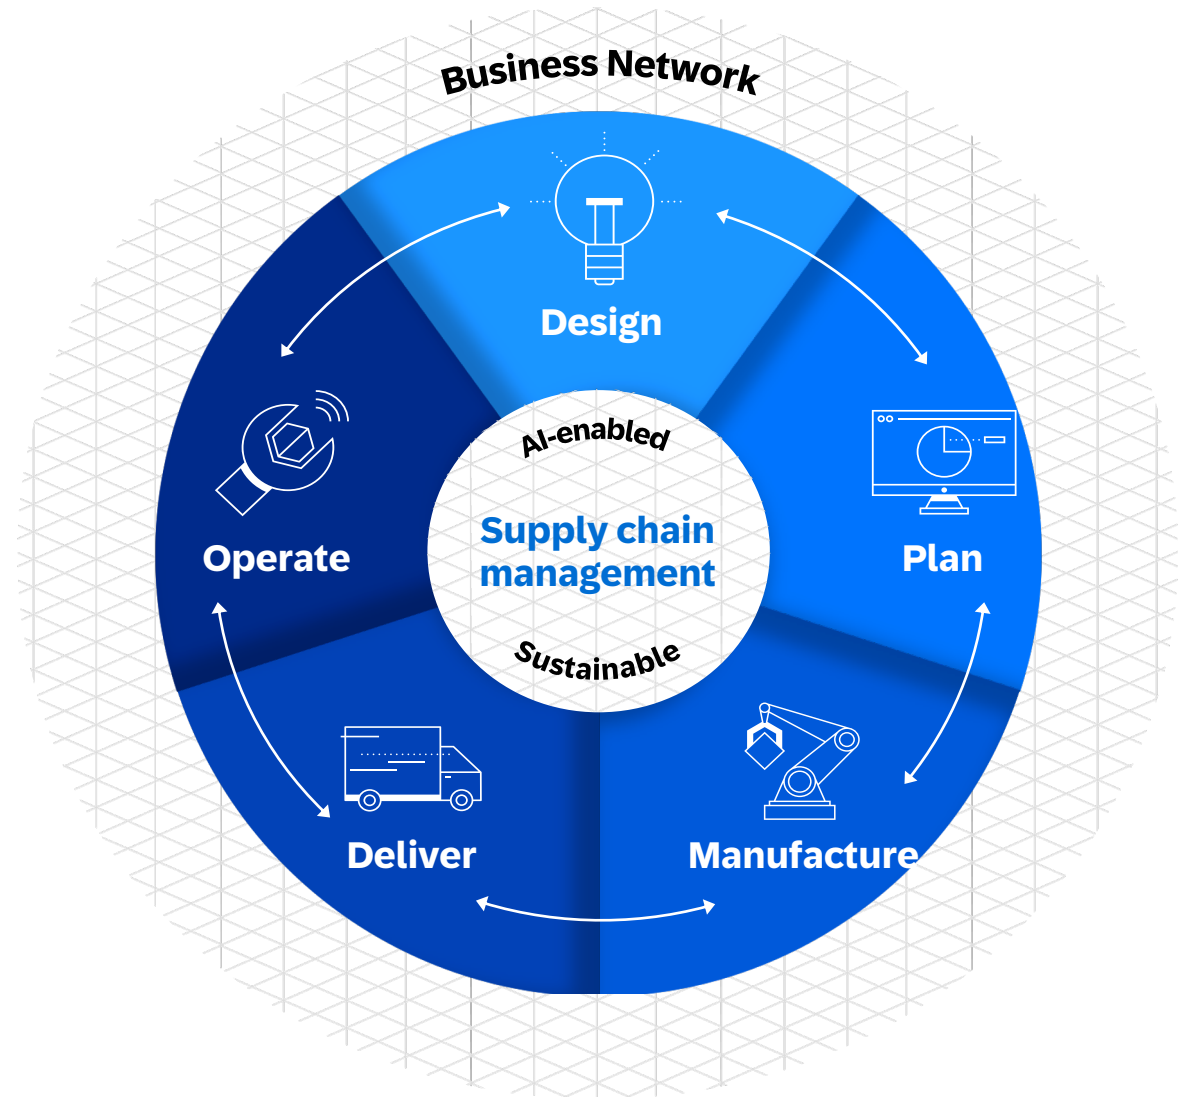 Business Network
Design
Operate
Plan
AI-enabled
Supply chain
management
Sustainable
Deliver
Manufacture